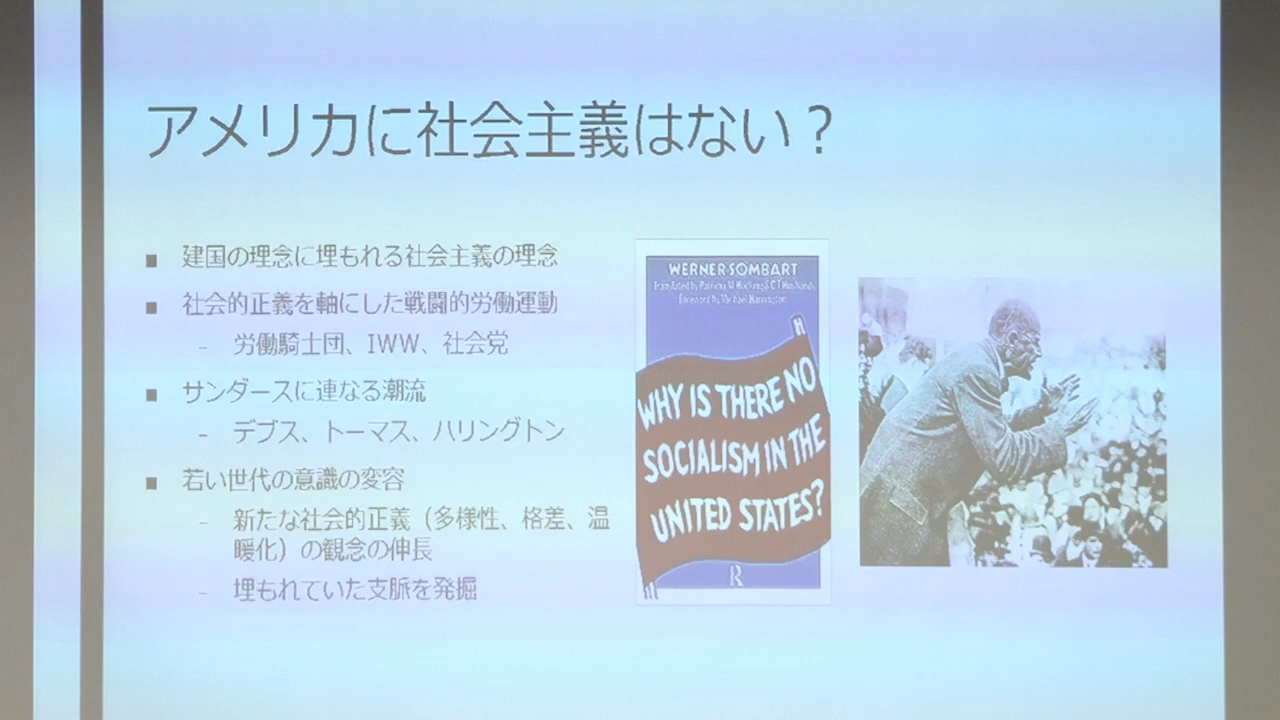 アメリカに社会主義はない？
■ 建国の理念に埋もれる社会主義の理念
■ 社会的正義を軸にした戦闘的労働運動
– 労働騎士団、IWW、社会党
■ サンダースに連なる潮流
– デブス、トーマス、ハリングトン
■ 若い世代の意識の変容
– 新たな社会的正義（多様性、格差、温
暖化）の観念の伸長
– 埋もれていた支脈を発掘
WERNER SOMBART
Foreword by Michael Harrington
WHY IS THERE NO
SOCIALISM IN THE
UNITED STATES?
R